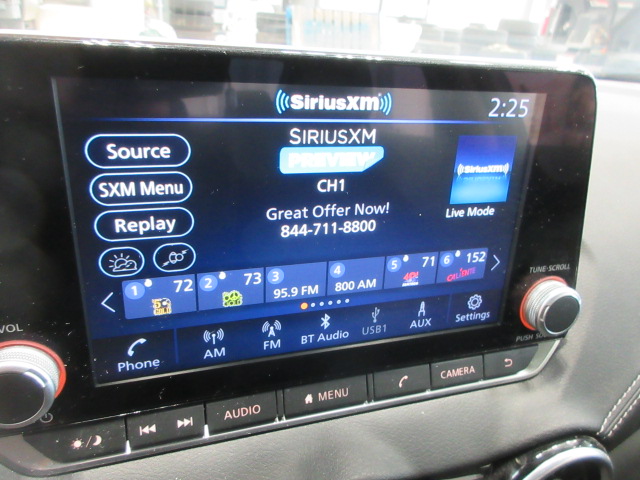 SiriusXM
2:25
SIRIUSXM
PREVIEW
CH1
Great Offer Now!
844-711-8800
Source
SXM Menu
Replay
SiriusXM
Live Mode
1 72
2 73
3 95.9 FM
4 800 AM
5 71
6 152 CALIENTE
Phone
AM
FM
BT Audio
USB1
AUX
Settings
VOL
TUNE·SCROLL
AUDIO
MENU
CAMERA